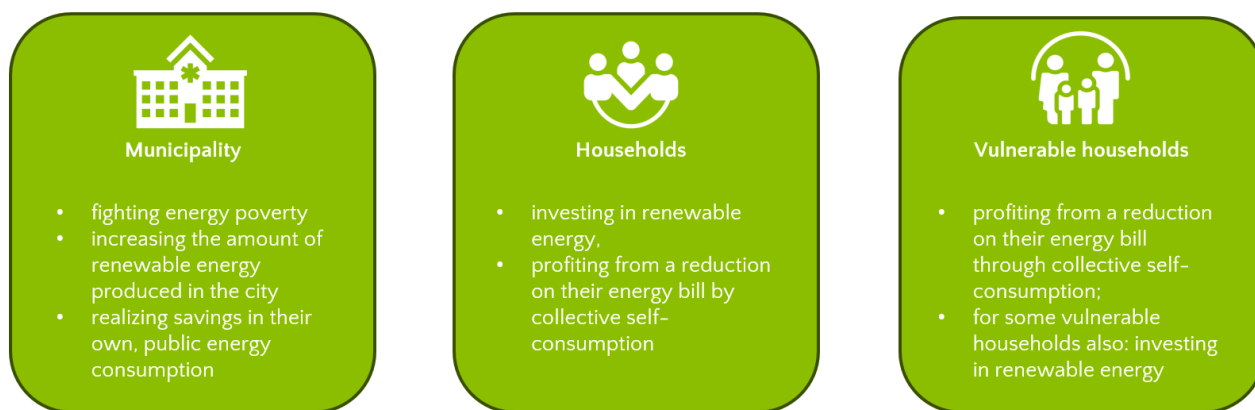 Municipality
• fighting energy poverty
• increasing the amount of
renewable energy
produced in the city
• realizing savings in their
own, public energy
consumption
Households
• investing in renewable
energy,
• profiting from a reduction
on their energy bill by
collective self-
consumption
Vulnerable households
• profiting from a reduction
on their energy bill
through collective self-
consumption;
• for some vulnerable
households also: investing
in renewable energy